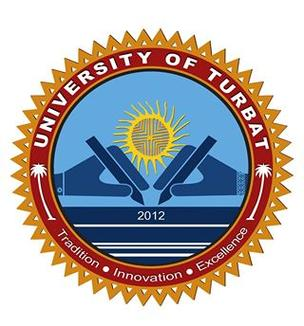 UNIVERSITY OF TURBAT
2012
Tradition • Innovation • Excellence